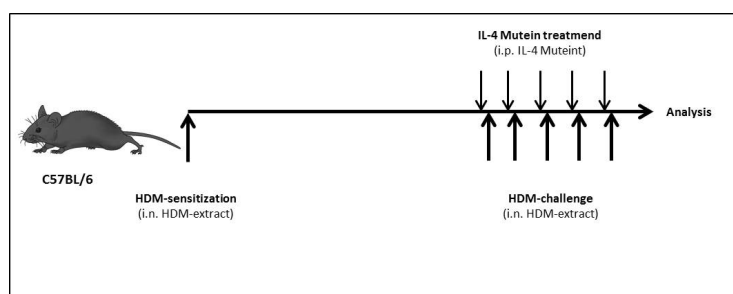 IL-4 Mutein treatmend
(i.p. IL-4 Muteint)
Analysis
C57BL/6
HDM-sensitization
(i.n. HDM-extract)
HDM-challenge
(i.n. HDM-extract)